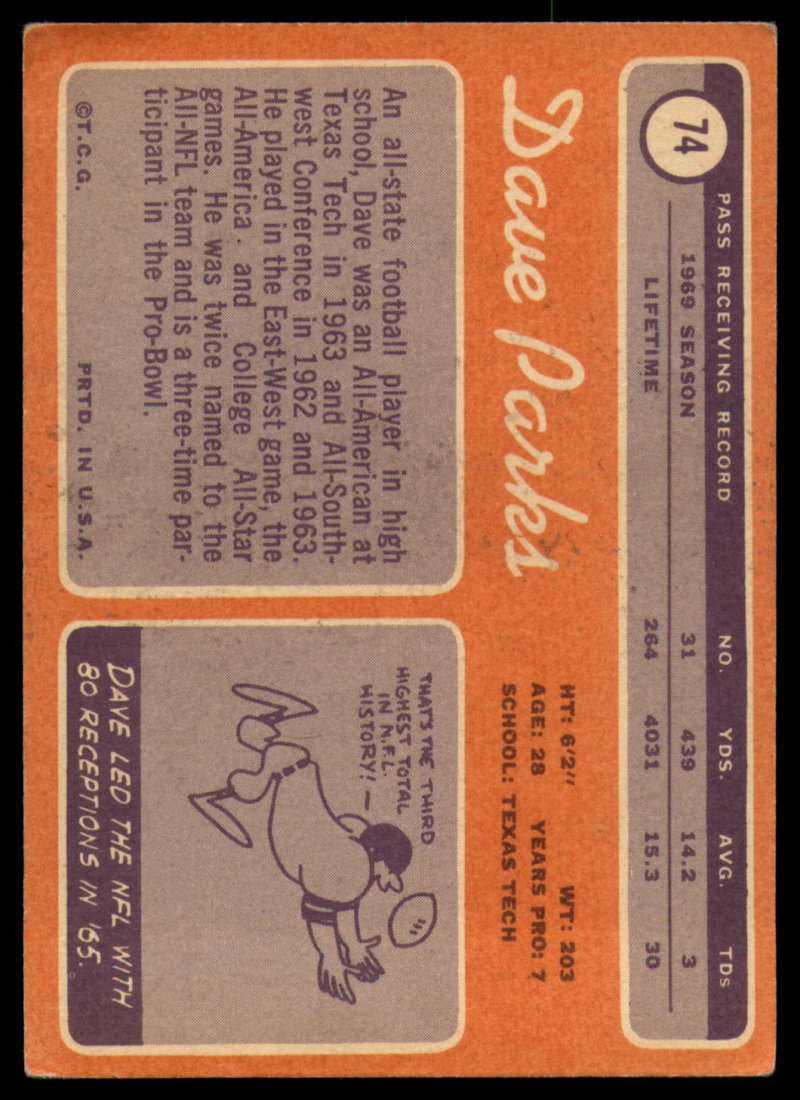 74
PASS RECEIVING RECORD NO. YDS. AVG. TDs
1969 SEASON 31 439 14.2 3
LIFETIME 264 4031 15.3 30
Dave Parks
HT: 6'2" WT: 203
AGE: 28 YEARS PRO: 7
SCHOOL: TEXAS TECH
An all-state football player in high
school, Dave was an All-American at
Texas Tech in 1963 and All-South-
west Conference in 1962 and 1963.
He played in the East-West game, the
All-America and College All-Star
games. He was twice named to the
All-NFL team and is a three-time par-
ticipant in the Pro-Bowl.
©T.C.G. PRTD. IN U.S.A.
THAT'S THE THIRD
HIGHEST TOTAL
IN N.F.L.
HISTORY!
DAVE LED THE NFL WITH
80 RECEPTIONS IN '65.